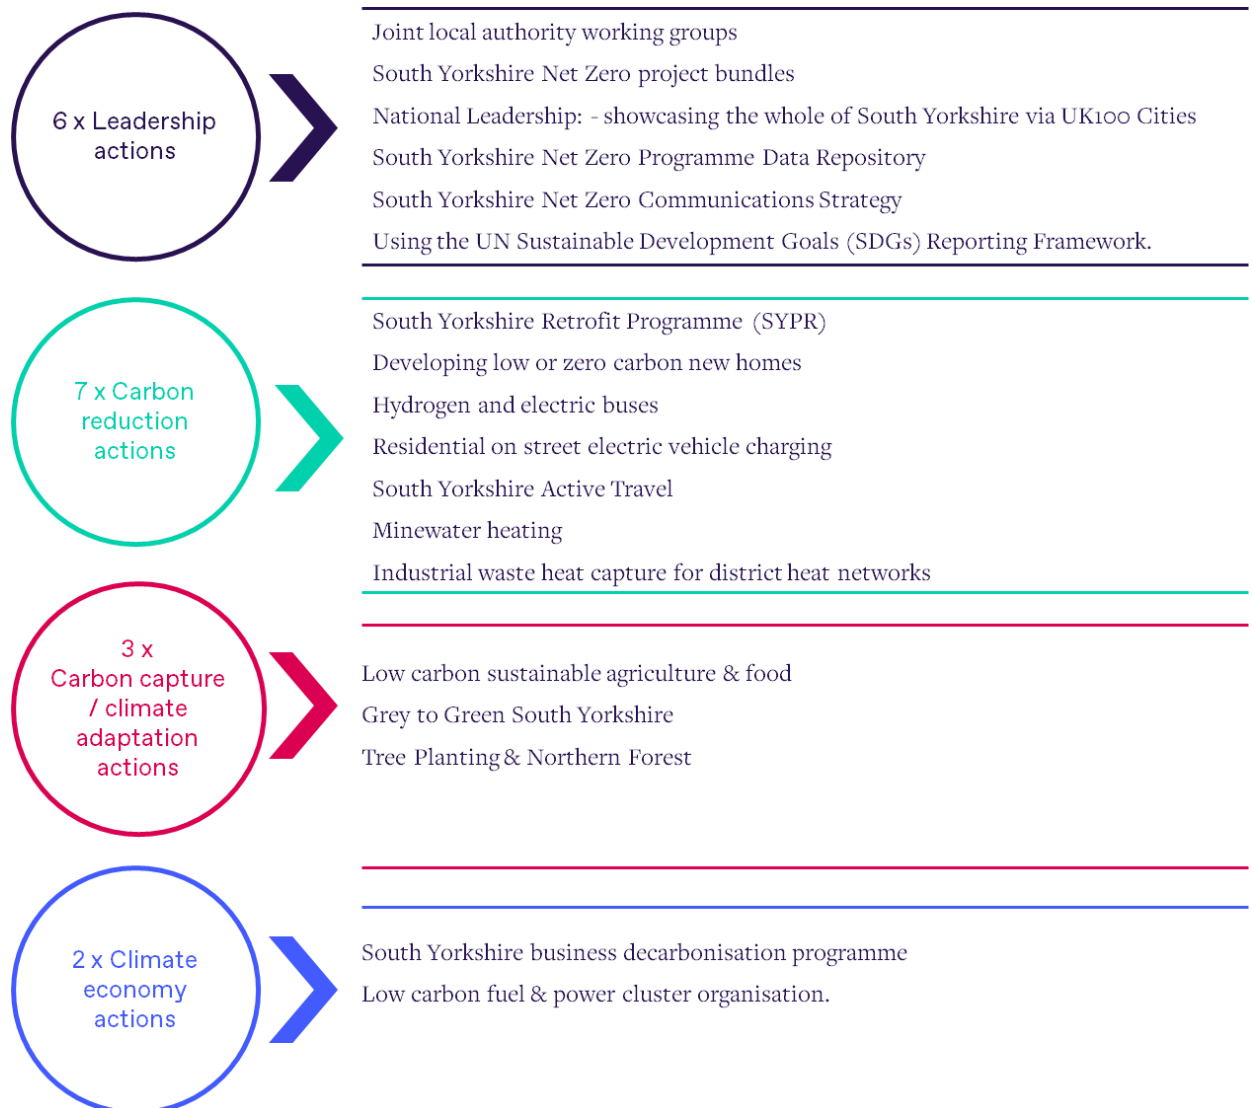 6 x Leadership
actions
Joint local authority working groups
South Yorkshire Net Zero project bundles
National Leadership: - showcasing the whole of South Yorkshire via UK100 Cities
South Yorkshire Net Zero Programme Data Repository
South Yorkshire Net Zero Communications Strategy
Using the UN Sustainable Development Goals (SDGs) Reporting Framework.
7 x Carbon
reduction
actions
South Yorkshire Retrofit Programme (SYPR)
Developing low or zero carbon new homes
Hydrogen and electric buses
Residential on street electric vehicle charging
South Yorkshire Active Travel
Minewater heating
Industrial waste heat capture for district heat networks
3 x
Carbon capture
/ climate
adaptation
actions
Low carbon sustainable agriculture & food
Grey to Green South Yorkshire
Tree Planting & Northern Forest
2 x Climate
economy
actions
South Yorkshire business decarbonisation programme
Low carbon fuel & power cluster organisation.